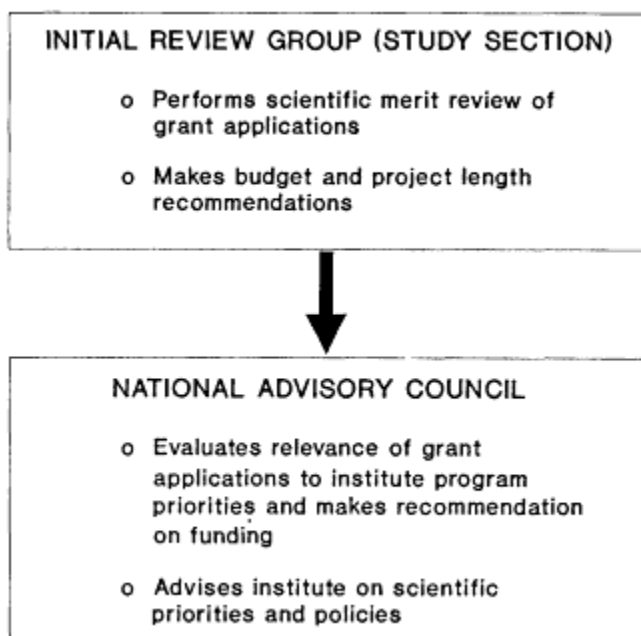 INITIAL REVIEW GROUP (STUDY SECTION)
o Performs scientific merit review of
grant applications
o Makes budget and project length
recommendations
NATIONAL ADVISORY COUNCIL
o Evaluates relevance of grant
applications to institute program
priorities and makes recommendation
on funding
o Advises institute on scientific
priorities and policies